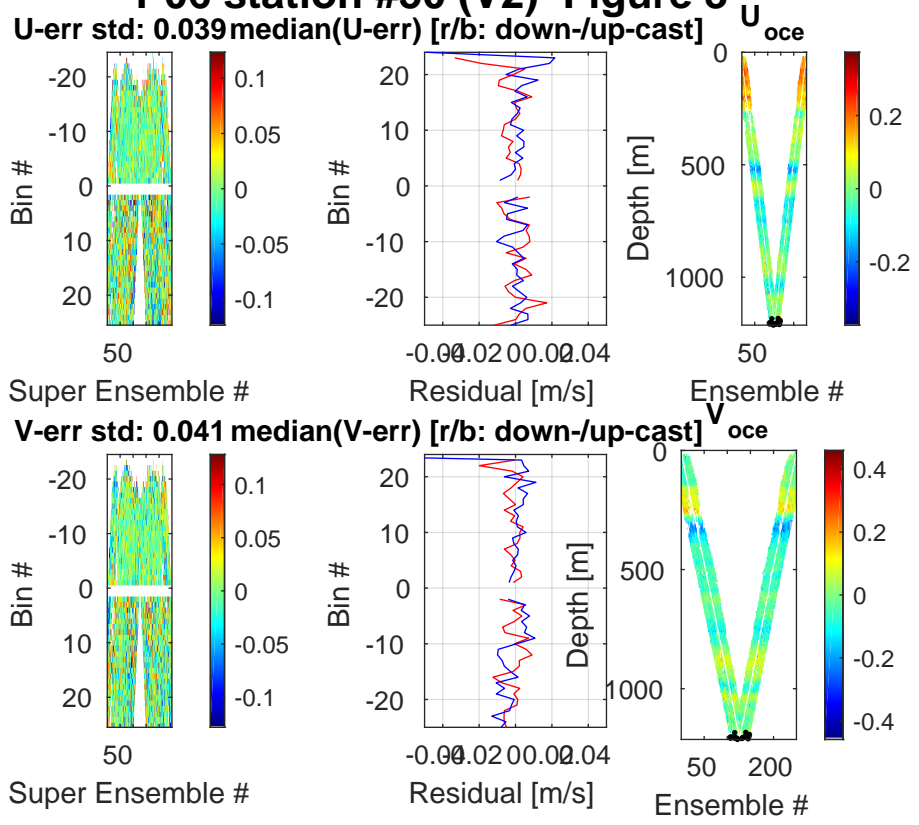 U-err std: 0.039
median(U-err) [r/b: down-/up-cast]
U oce
-20
-10
0
10
20
Bin #
50
Super Ensemble #
0.1
0.05
0
-0.05
-0.1
20
10
0
-10
-20
Bin #
Residual [m/s]
0
500
1000
Depth [m]
50
Ensemble #
0.2
0
-0.2
V-err std: 0.041
median(V-err) [r/b: down-/up-cast]
V oce
-20
-10
0
10
20
Bin #
50
Super Ensemble #
0.1
0.05
0
-0.05
-0.1
20
10
0
-10
-20
Bin #
Residual [m/s]
0
500
1000
Depth [m]
50 200
Ensemble #
0.4
0.2
0
-0.2
-0.4